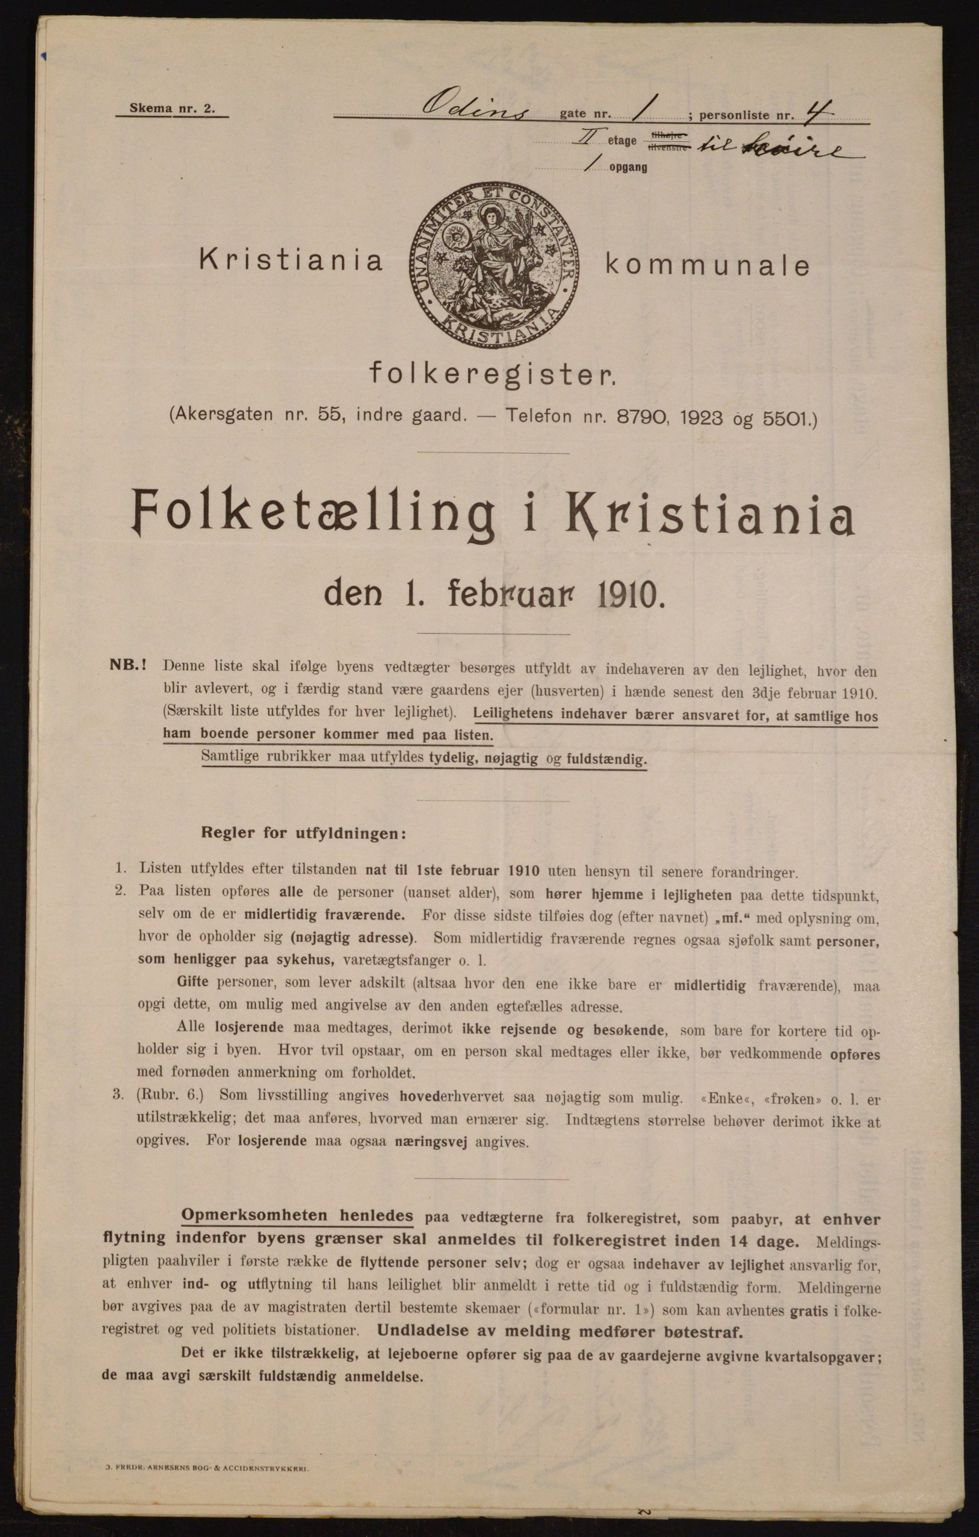 Skema nr. 2.
Odins gate nr. 1 ; personliste nr. 4
II etage tilhøjre tilvenstre til høire
1 opgang
UNANIMITER ET CONSTANTER
KRISTIANIA
Kristiania kommunale
folkeregister.
(Akersgaten nr. 55, indre gaard. — Telefon nr. 8790, 1923 og 5501.)
Folketælling i Kristiania
den 1. februar 1910.
NB.! Denne liste skal ifølge byens vedtægter besørges utfyldt av indehaveren av den lejlighet, hvor den
blir avlevert, og i færdig stand være gaardens ejer (husverten) i hænde senest den 3dje februar 1910.
(Særskilt liste utfyldes for hver lejlighet). Leilighetens indehaver bærer ansvaret for, at samtlige hos
ham boende personer kommer med paa listen.
Samtlige rubrikker maa utfyldes tydelig, nøjagtig og fuldstændig.
Regler for utfyldningen:
1. Listen utfyldes efter tilstanden nat til 1ste februar 1910 uten hensyn til senere forandringer.
2. Paa listen opføres alle de personer (uanset alder), som hører hjemme i lejligheten paa dette tidspunkt,
selv om de er midlertidig fraværende. For disse sidste tilføies dog (efter navnet) „mf.“ med oplysning om,
hvor de opholder sig (nøjagtig adresse). Som midlertidig fraværende regnes ogsaa sjøfolk samt personer,
som henligger paa sykehus, varetægtsfanger o. l.
Gifte personer, som lever adskilt (altsaa hvor den ene ikke bare er midlertidig fraværende), maa
opgi dette, om mulig med angivelse av den anden egtefælles adresse.
Alle losjerende maa medtages, derimot ikke rejsende og besøkende, som bare for kortere tid op-
holder sig i byen. Hvor tvil opstaar, om en person skal medtages eller ikke, bør vedkommende opføres
med fornøden anmerkning om forholdet.
3. (Rubr. 6.) Som livsstilling angives hovederhvervet saa nøjagtig som mulig. «Enke«, «frøken» o. l. er
utilstrækkelig; det maa anføres, hvorved man ernærer sig. Indtægtens størrelse behøver derimot ikke at
opgives. For losjerende maa ogsaa næringsvej angives.
Opmerksomheten henledes paa vedtægterne fra folkeregistret, som paabyr, at enhver
flytning indenfor byens grænser skal anmeldes til folkeregistret inden 14 dage. Meldings-
pligten paahviler i første række de flyttende personer selv; dog er ogsaa indehaver av lejlighet ansvarlig for,
at enhver ind- og utflytning til hans leilighet blir anmeldt i rette tid og i fuldstændig form. Meldingerne
bør avgives paa de av magistraten dertil bestemte skemaer («formular nr. 1») som kan avhentes gratis i folke-
registret og ved politiets bistationer. Undladelse av melding medfører bøtestraf.
Det er ikke tilstrækkelig, at lejeboerne opfører sig paa de av gaardejerne avgivne kvartalsopgaver;
de maa avgi særskilt fuldstændig anmeldelse.
J. FREDR. ARNESENS BOG- & ACCIDENSTRYKKERI.